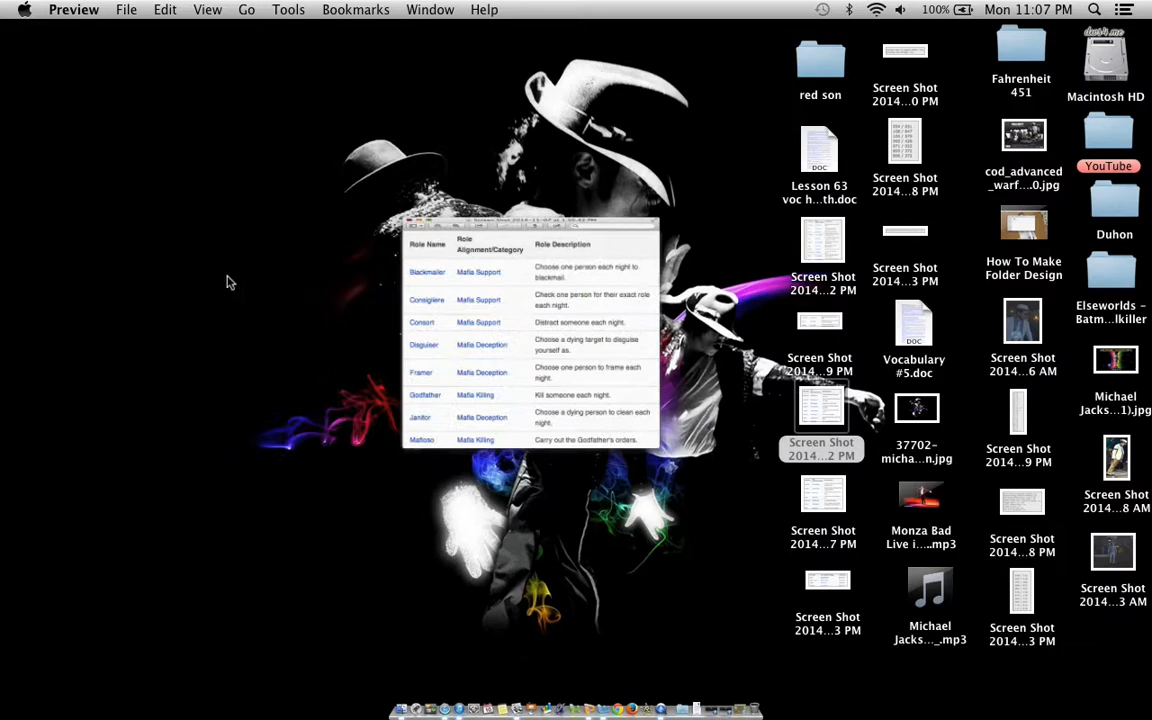 Preview File Edit View Go Tools Bookmarks Window Help 100% Mon 11:07 PM
Screen Shot 2014-11-07 at
Role Name
Role
Alignment/Category
Role Description
Blackmailer
Mafia Support
Choose one person each night to
blackmail.
Consigliere
Mafia Support
Check one person for their exact role
each night.
Consort
Mafia Support
Distract someone each night.
Disguiser
Mafia Deception
Choose a dying target to disguise
yourself as.
Framer
Mafia Deception
Choose one person to frame each
night.
Godfather
Mafia Killing
Kill someone each night.
Janitor
Mafia Deception
Choose a dying person to clean each
night.
Mafioso
Mafia Killing
Carry out the Godfather's orders.
red son
DOC
Lesson 63
voc h...th.doc
Screen Shot
2014...2 PM
Screen Shot
2014...9 PM
Screen Shot
2014...2 PM
Screen Shot
2014...7 PM
Screen Shot
2014...3 PM
Screen Shot
2014...0 PM
Screen Shot
2014...8 PM
Screen Shot
2014...3 PM
DOC
Vocabulary
#5.doc
37702-
micha...n.jpg
Monza Bad
Live i....mp3
Michael
Jacks..._.mp3
Fahrenheit
451
cod_advanced
_warf...0.jpg
How To Make
Folder Design
Screen Shot
2014...6 AM
Screen Shot
2014...9 PM
Screen Shot
2014...8 PM
Screen Shot
2014...3 PM
Macintosh HD
YouTube
Duhon
Elseworlds -
Batm...lkiller
Michael
Jacks...1).jpg
Screen Shot
2014...8 AM
Screen Shot
2014...3 AM